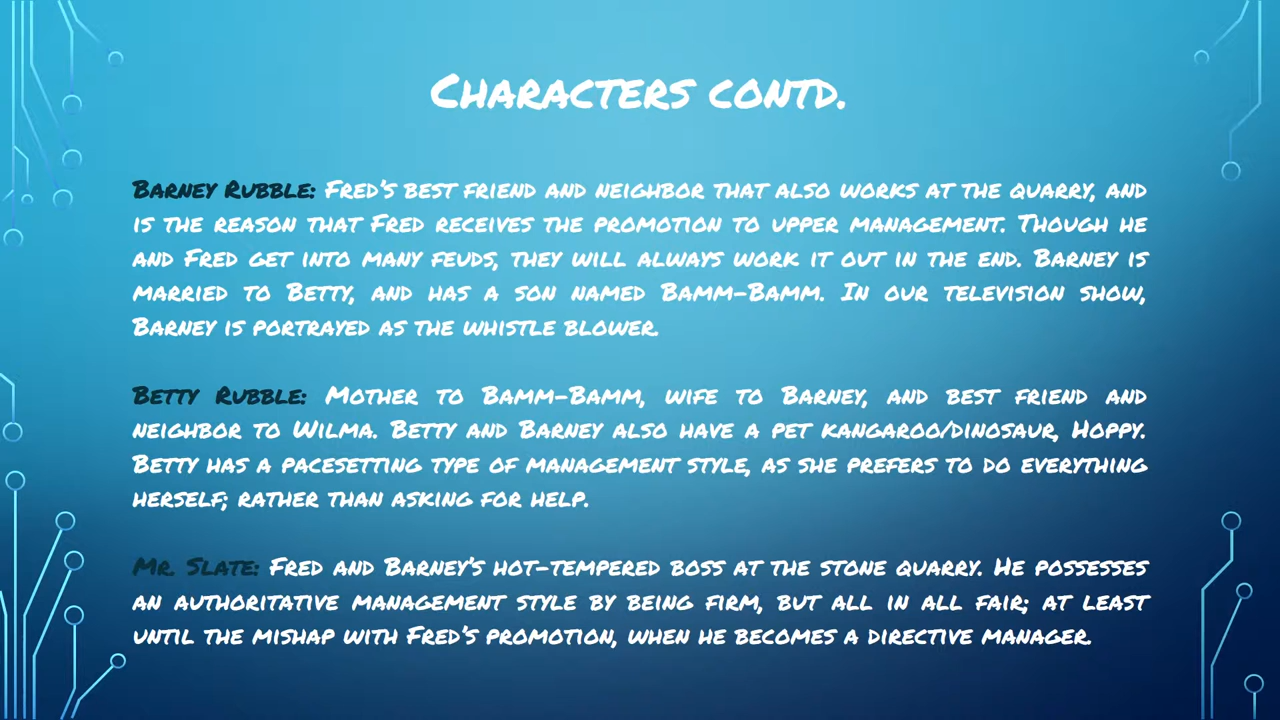 Characters contd.
Barney Rubble: Fred's best friend and neighbor that also works at the quarry, and
is the reason that Fred receives the promotion to upper management. Though he
and Fred get into many feuds, they will always work it out in the end. Barney is
married to Betty, and has a son named Bamm-Bamm. In our television show,
Barney is portrayed as the whistle blower.
Betty Rubble: Mother to Bamm-Bamm, wife to Barney, and best friend and
neighbor to Wilma. Betty and Barney also have a pet kangaroo/dinosaur, Hoppy.
Betty has a pacesetting type of management style, as she prefers to do everything
herself; rather than asking for help.
Mr. Slate: Fred and Barney's hot-tempered boss at the stone quarry. He possesses
an authoritative management style by being firm, but all in all fair; at least
until the mishap with Fred's promotion, when he becomes a directive manager.